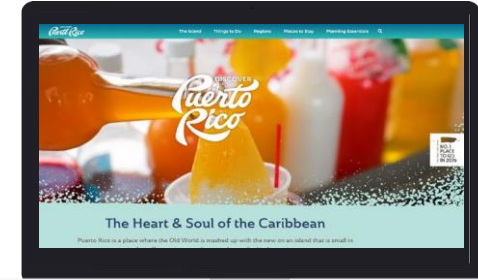 Puerto Rico
The Island Things to Do Regions Places to Stay Planning Essentials
DISCOVER
Puerto
Rico
NO. 1
PLACE
TO GO
The Heart & Soul of the Caribbean
Puerto Rico is a place where the Old World is mashed up with the new on an island that is small in